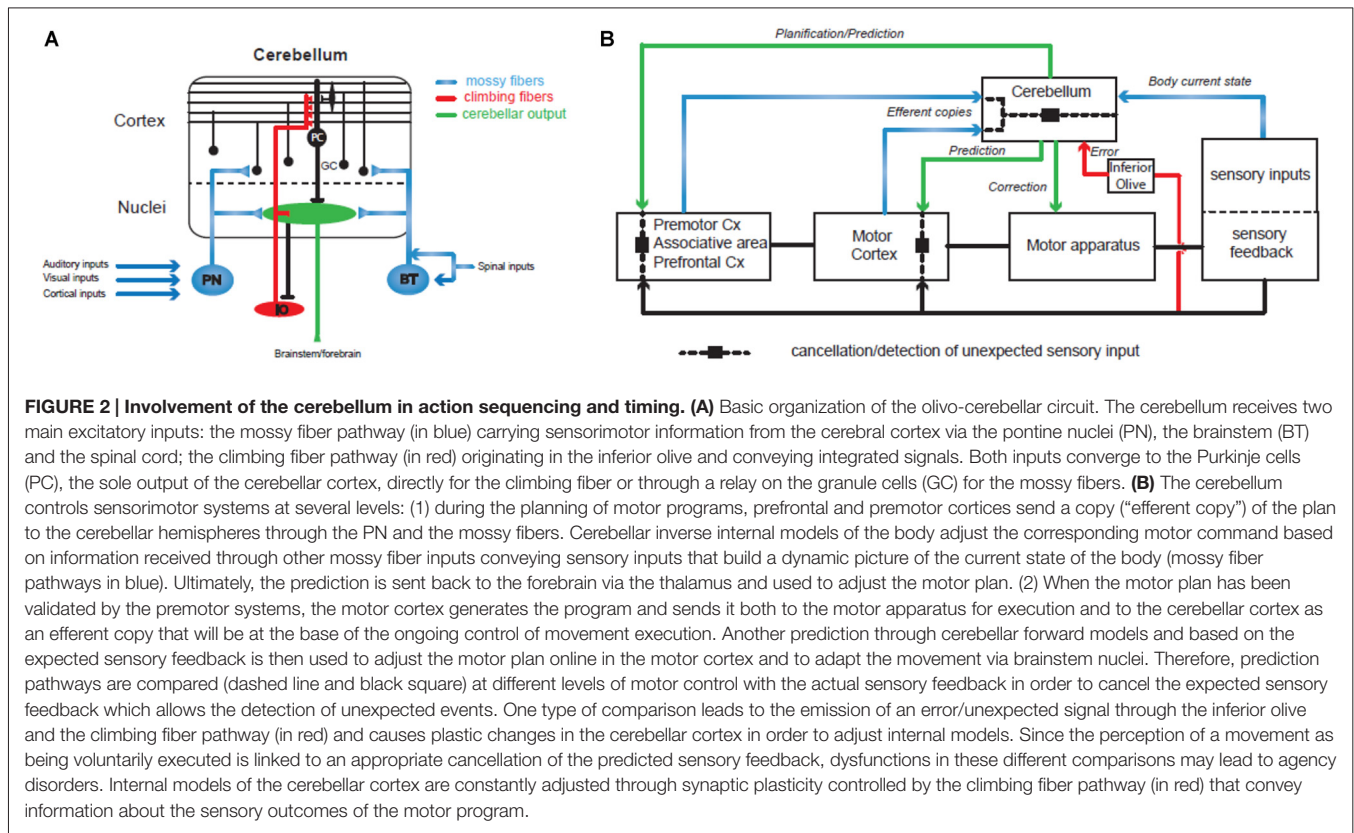 A
Cerebellum
mossy fibers
climbing fibers
cerebellar output
Cortex
PC
GC
Nuclei
Auditory inputs
Visual inputs
Cortical inputs
PN
BT
Spinal inputs
IO
Brainstem/forebrain
B
Planification/Prediction
Cerebellum
Body current state
Efferent copies
Prediction
Error
Correction
Inferior
Olive
sensory inputs
sensory
feedback
Premotor Cx
Associative area
Prefrontal Cx
Motor
Cortex
Motor apparatus
cancellation/detection of unexpected sensory input
FIGURE 2 | Involvement of the cerebellum in action sequencing and timing. (A) Basic organization of the olivo-cerebellar circuit. The cerebellum receives two
main excitatory inputs: the mossy fiber pathway (in blue) carrying sensorimotor information from the cerebral cortex via the pontine nuclei (PN), the brainstem (BT)
and the spinal cord; the climbing fiber pathway (in red) originating in the inferior olive and conveying integrated signals. Both inputs converge to the Purkinje cells
(PC), the sole output of the cerebellar cortex, directly for the climbing fiber or through a relay on the granule cells (GC) for the mossy fibers. (B) The cerebellum
controls sensorimotor systems at several levels: (1) during the planning of motor programs, prefrontal and premotor cortices send a copy (“efferent copy”) of the plan
to the cerebellar hemispheres through the PN and the mossy fibers. Cerebellar inverse internal models of the body adjust the corresponding motor command based
on information received through other mossy fiber inputs conveying sensory inputs that build a dynamic picture of the current state of the body (mossy fiber
pathways in blue). Ultimately, the prediction is sent back to the forebrain via the thalamus and used to adjust the motor plan. (2) When the motor plan has been
validated by the premotor systems, the motor cortex generates the program and sends it both to the motor apparatus for execution and to the cerebellar cortex as
an efferent copy that will be at the base of the ongoing control of movement execution. Another prediction through cerebellar forward models and based on the
expected sensory feedback is then used to adjust the motor plan online in the motor cortex and to adapt the movement via brainstem nuclei. Therefore, prediction
pathways are compared (dashed line and black square) at different levels of motor control with the actual sensory feedback in order to cancel the expected sensory
feedback which allows the detection of unexpected events. One type of comparison leads to the emission of an error/unexpected signal through the inferior olive
and the climbing fiber pathway (in red) and causes plastic changes in the cerebellar cortex in order to adjust internal models. Since the perception of a movement as
being voluntarily executed is linked to an appropriate cancellation of the predicted sensory feedback, dysfunctions in these different comparisons may lead to agency
disorders. Internal models of the cerebellar cortex are constantly adjusted through synaptic plasticity controlled by the climbing fiber pathway (in red) that convey
information about the sensory outcomes of the motor program.